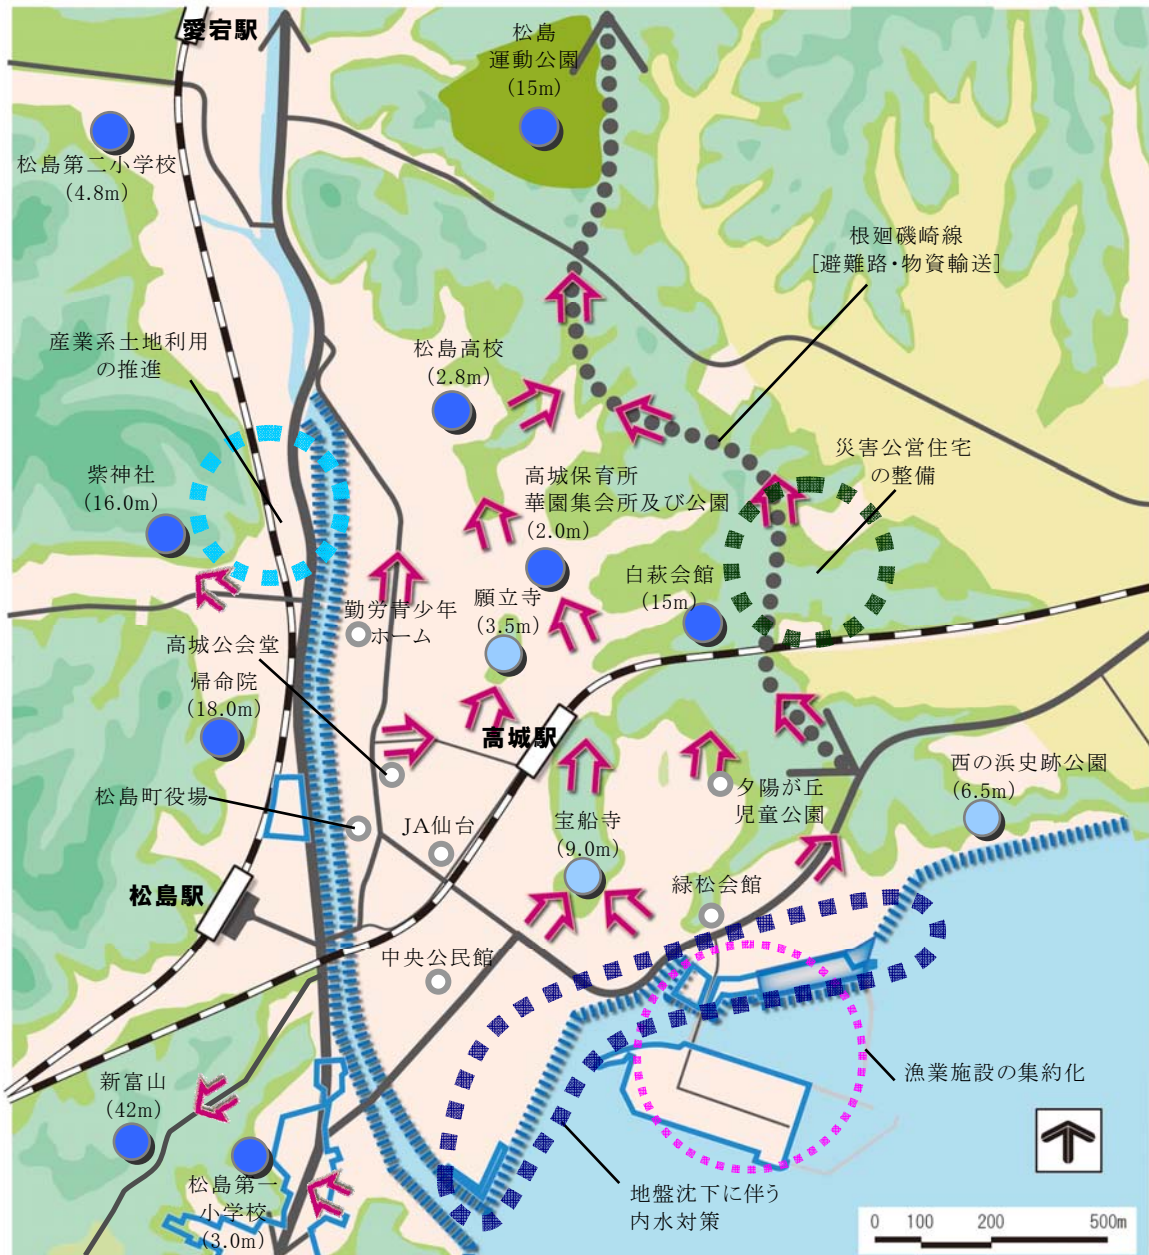 愛宕駅
松島
運動公園
(15m)
松島第二小学校
(4.8m)
根廻磯崎線
[避難路・物資輸送]
産業系土地利用
の推進
松島高校
(2.8m)
災害公営住宅
の整備
紫神社
(16.0m)
高城保育所
華園集会所及び公園
(2.0m)
白萩会館
(15m)
願立寺
(3.5m)
勤労青少年
ホーム
高城公会堂
帰命院
(18.0m)
高城駅
西の浜史跡公園
(6.5m)
夕陽が丘
児童公園
松島町役場
JA仙台
宝船寺
(9.0m)
松島駅
緑松会館
中央公民館
新富山
(42m)
漁業施設の集約化
松島第一
小学校
(3.0m)
地盤沈下に伴う
内水対策
0 100 200 500m